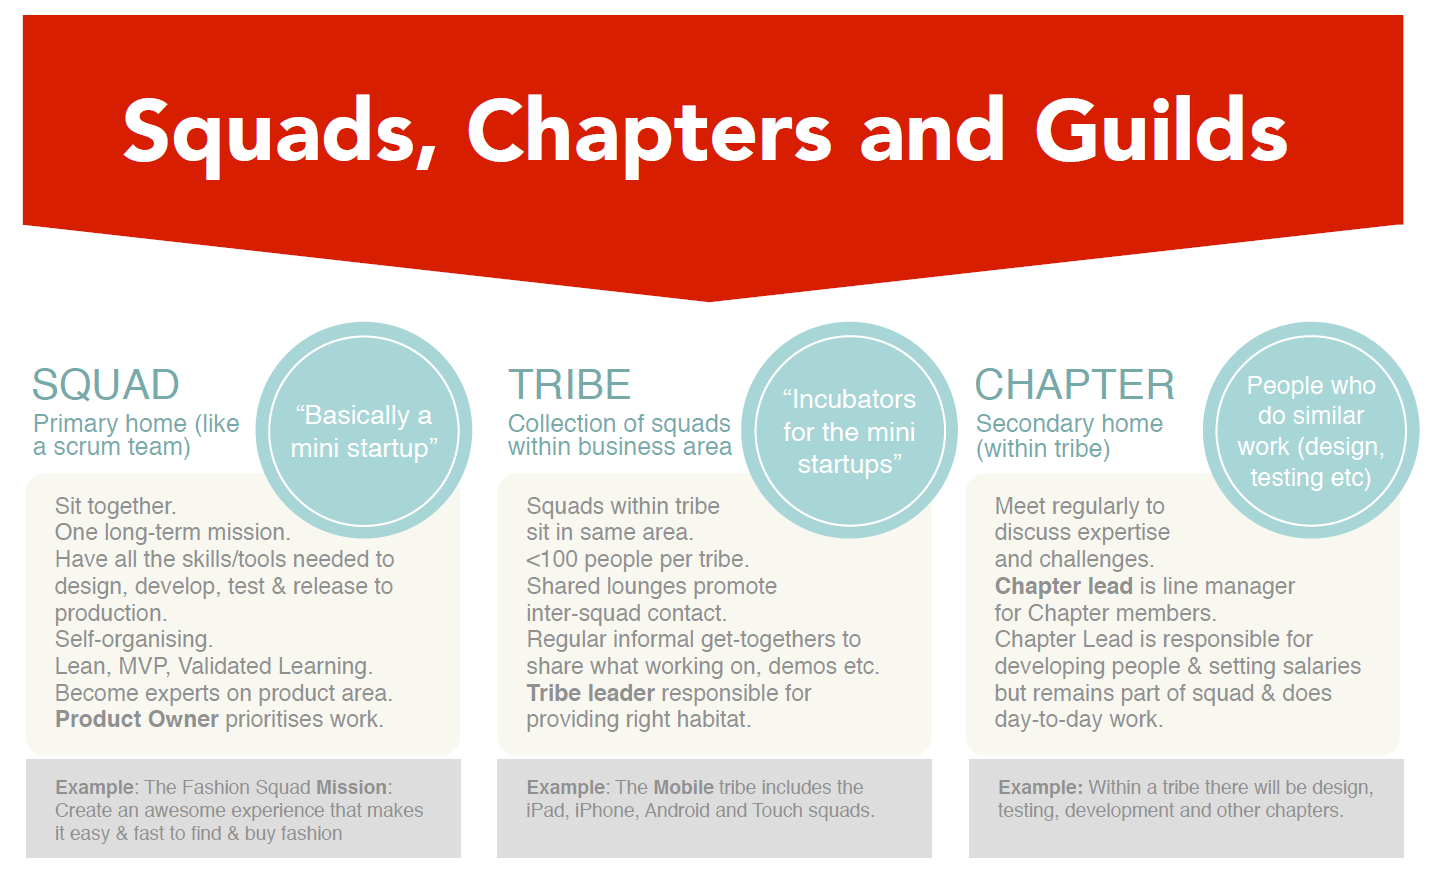 Squads, Chapters and Guilds
SQUAD
Primary home (like
a scrum team)
“Basically a
mini startup”
Sit together.
One long-term mission.
Have all the skills/tools needed to
design, develop, test & release to
production.
Self-organising.
Lean, MVP, Validated Learning.
Become experts on product area.
Product Owner prioritises work.
Example: The Fashion Squad Mission:
Create an awesome experience that makes
it easy & fast to find & buy fashion
TRIBE
Collection of squads
within business area
“Incubators
for the mini
startups”
Squads within tribe
sit in same area.
<100 people per tribe.
Shared lounges promote
inter-squad contact.
Regular informal get-togethers to
share what working on, demos etc.
Tribe leader responsible for
providing right habitat.
Example: The Mobile tribe includes the
iPad, iPhone, Android and Touch squads.
CHAPTER
Secondary home
(within tribe)
People who
do similar
work (design,
testing etc)
Meet regularly to
discuss expertise
and challenges.
Chapter lead is line manager
for Chapter members.
Chapter Lead is responsible for
developing people & setting salaries
but remains part of squad & does
day-to-day work.
Example: Within a tribe there will be design,
testing, development and other chapters.